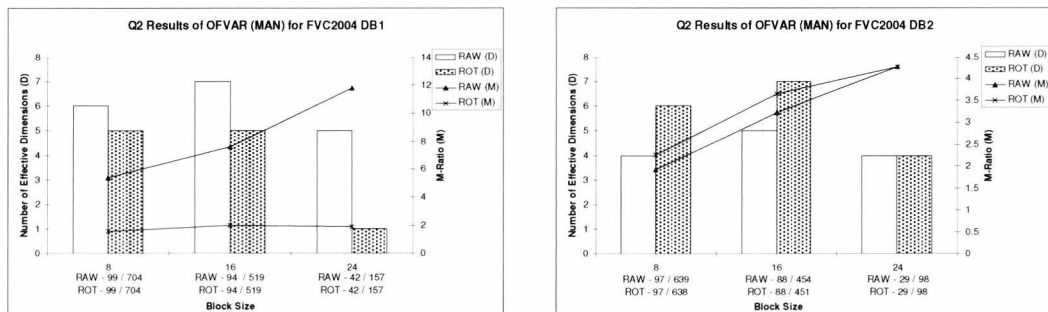 Q2 Results of OFVAR (MAN) for FVC2004 DB1
Number of Effective Dimensions (D)
8
7
6
5
4
3
2
1
0
14
12
10
8
6
4
2
0
M-Ratio (M)
RAW (D)
ROT (D)
RAW (M)
ROT (M)
8 16 24
RAW - 99 / 704 RAW - 94 / 519 RAW - 42 / 157
ROT - 99 / 704 ROT - 94 / 519 ROT - 42 / 157
Block Size
Q2 Results of OFVAR (MAN) for FVC2004 DB2
Number of Effective Dimensions (D)
8
7
6
5
4
3
2
1
0
4.5
4
3.5
3
2.5
2
1.5
1
0.5
0
M-Ratio (M)
RAW (D)
ROT (D)
RAW (M)
ROT (M)
8 16 24
RAW - 97 / 639 RAW - 88 / 454 RAW - 29 / 98
ROT - 97 / 638 ROT - 88 / 451 ROT - 29 / 98
Block Size